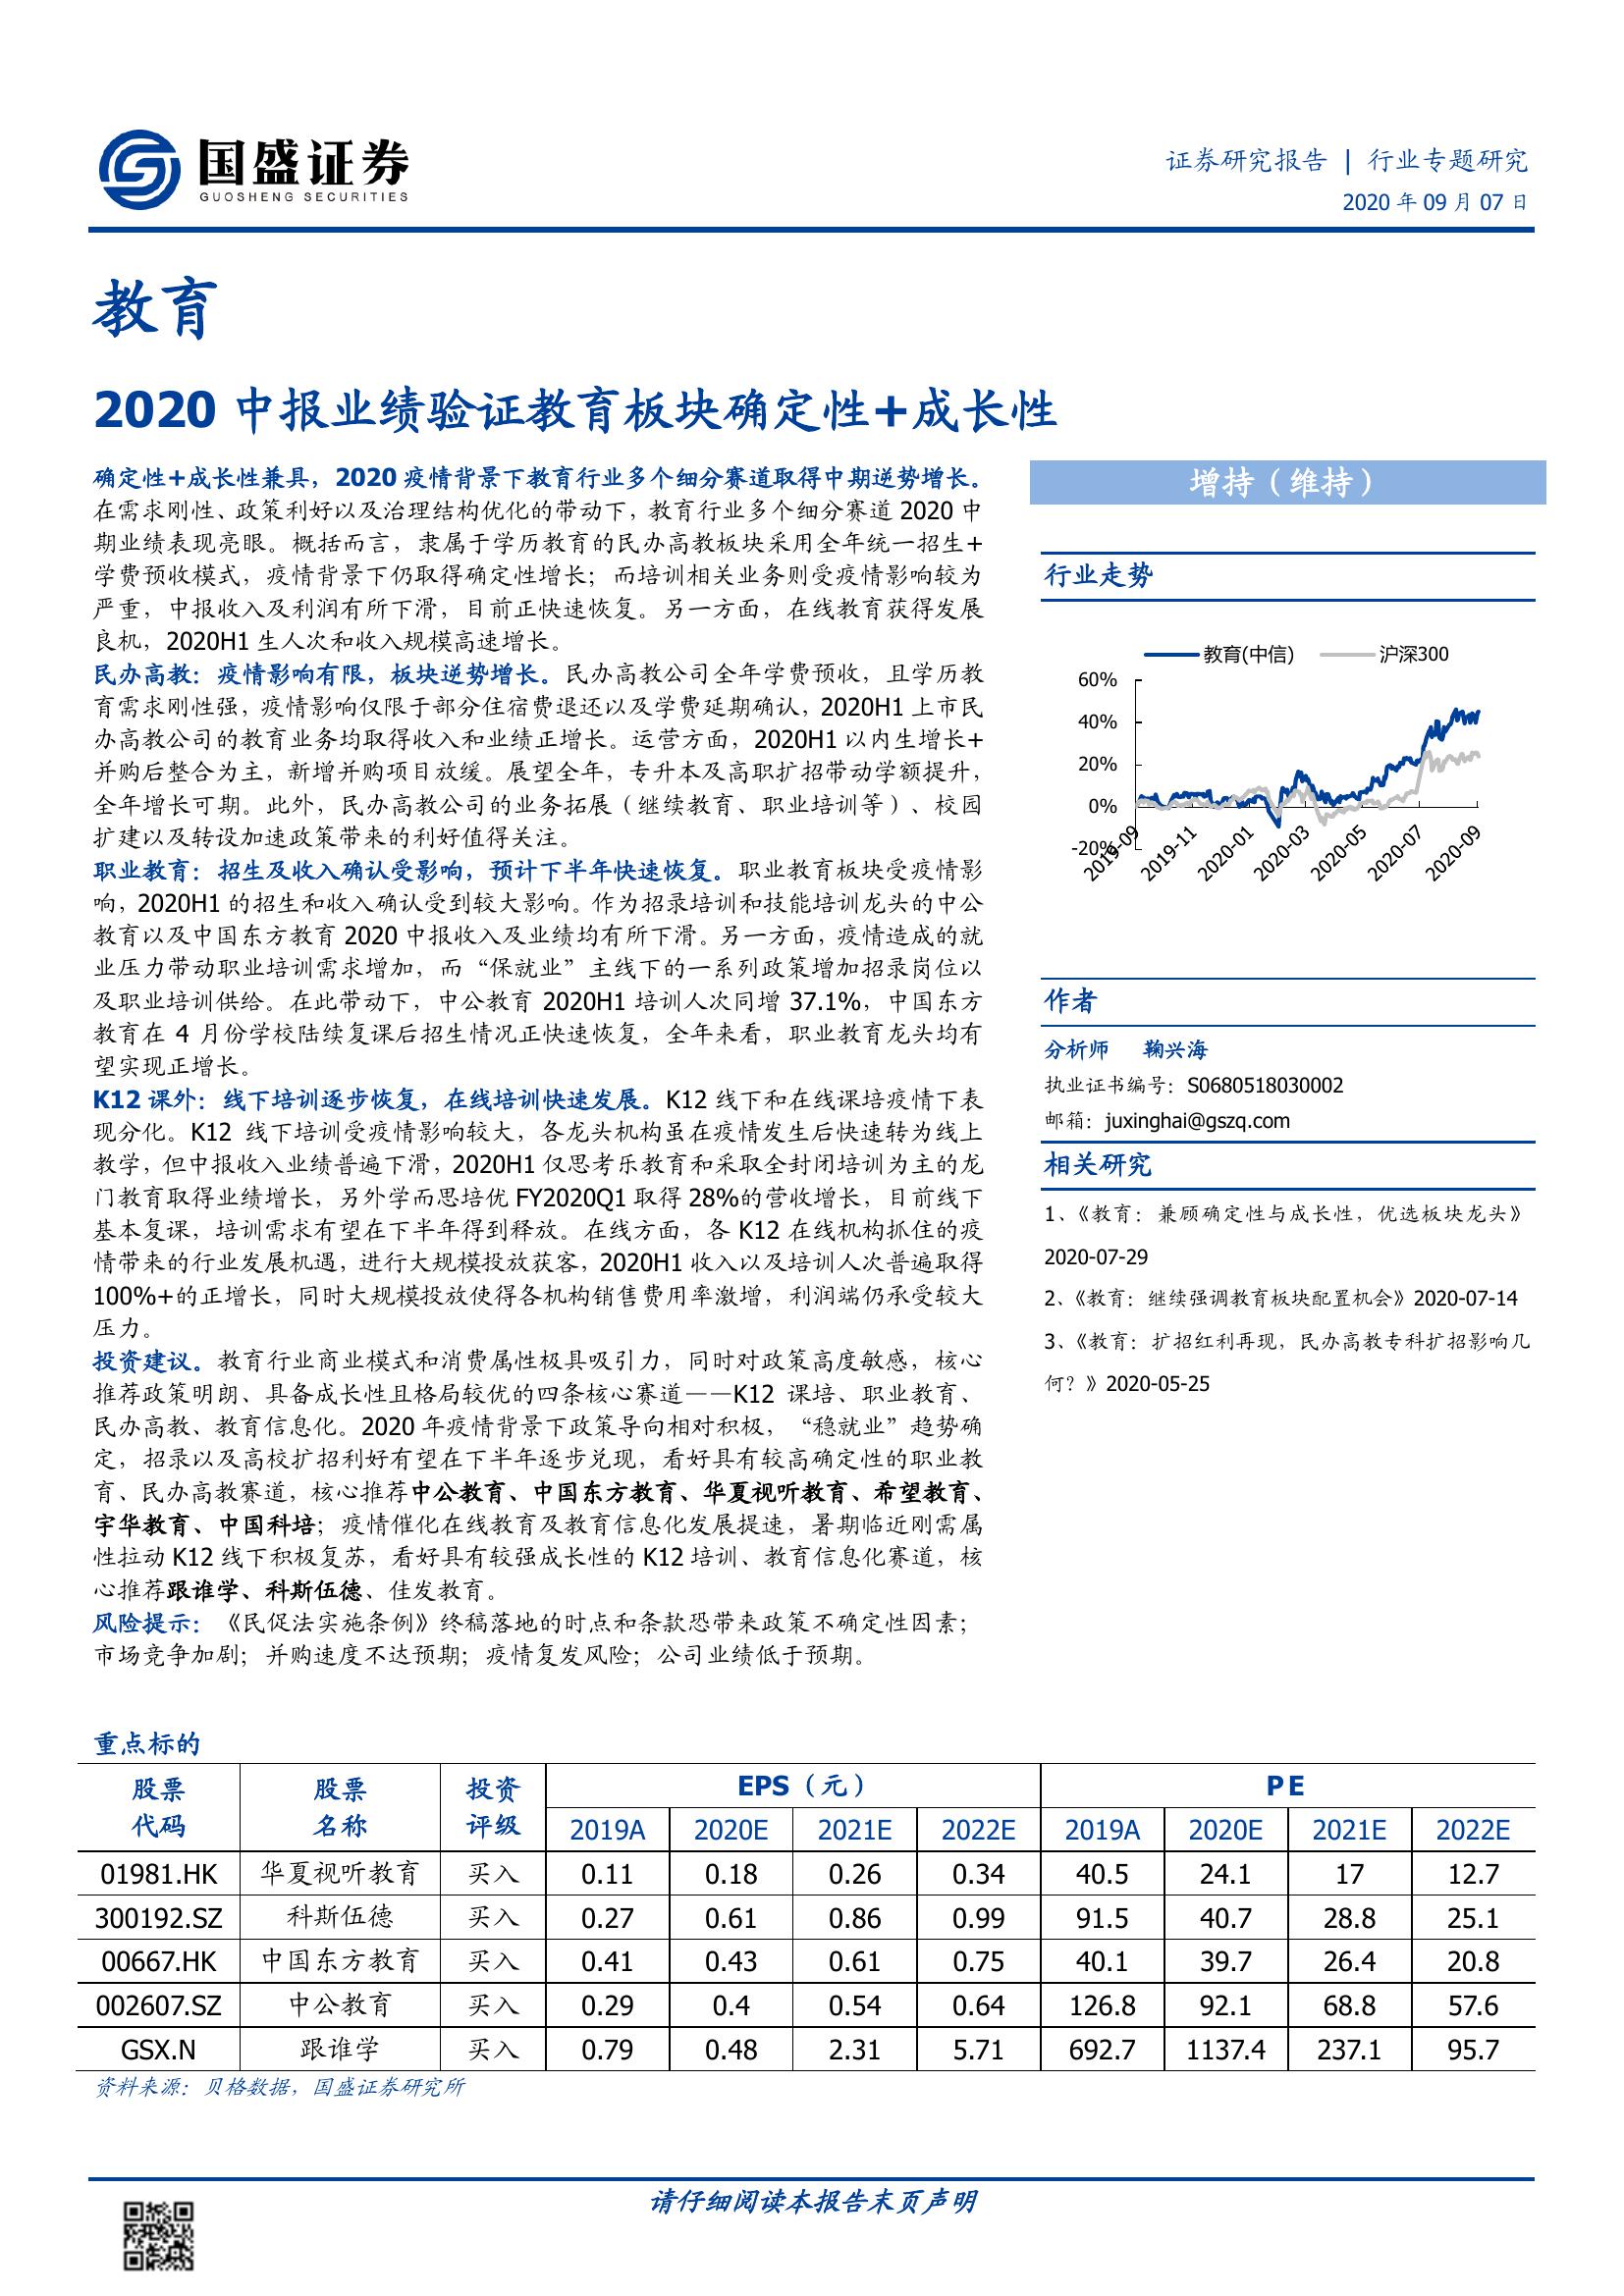 国盛证券
GUOSHENG SECURITIES
证券研究报告 | 行业专题研究
2020 年 09 月 07 日
教育
2020 中报业绩验证教育板块确定性+成长性
确定性+成长性兼具，2020 疫情背景下教育行业多个细分赛道取得中期逆势增长。
在需求刚性、政策利好以及治理结构优化的带动下，教育行业多个细分赛道 2020 中
期业绩表现亮眼。概括而言，隶属于学历教育的民办高教板块采用全年统一招生+
学费预收模式，疫情背景下仍取得确定性增长；而培训相关业务则受疫情影响较为
严重，中报收入及利润有所下滑，目前正快速恢复。另一方面，在线教育获得发展
良机，2020H1 生人次和收入规模高速增长。
民办高教：疫情影响有限，板块逆势增长。民办高教公司全年学费预收，且学历教
育需求刚性强，疫情影响仅限于部分住宿费退还以及学费延期确认，2020H1 上市民
办高教公司的教育业务均取得收入和业绩正增长。运营方面，2020H1 以内生增长+
并购后整合为主，新增并购项目放缓。展望全年，专升本及高职扩招带动学额提升，
全年增长可期。此外，民办高教公司的业务拓展（继续教育、职业培训等）、校园
扩建以及转设加速政策带来的利好值得关注。
职业教育：招生及收入确认受影响，预计下半年快速恢复。职业教育板块受疫情影
响，2020H1 的招生和收入确认受到较大影响。作为招录培训和技能培训龙头的中公
教育以及中国东方教育 2020 中报收入及业绩均有所下滑。另一方面，疫情造成的就
业压力带动职业培训需求增加，而“保就业”主线下的一系列政策增加招录岗位以
及职业培训供给。在此带动下，中公教育 2020H1 培训人次同增 37.1%，中国东方
教育在 4 月份学校陆续复课后招生情况正快速恢复，全年来看，职业教育龙头均有
望实现正增长。
K12 课外：线下培训逐步恢复，在线培训快速发展。K12 线下和在线课培疫情下表
现分化。K12 线下培训受疫情影响较大，各龙头机构虽在疫情发生后快速转为线上
教学，但中报收入业绩普遍下滑，2020H1 仅思考乐教育和采取全封闭培训为主的龙
门教育取得业绩增长，另外学而思培优 FY2020Q1 取得 28%的营收增长，目前线下
基本复课，培训需求有望在下半年得到释放。在线方面，各 K12 在线机构抓住的疫
情带来的行业发展机遇，进行大规模投放获客，2020H1 收入以及培训人次普遍取得
100%+的正增长，同时大规模投放使得各机构销售费用率激增，利润端仍承受较大
压力。
投资建议。教育行业商业模式和消费属性极具吸引力，同时对政策高度敏感，核心
推荐政策明朗、具备成长性且格局较优的四条核心赛道——K12 课培、职业教育、
民办高教、教育信息化。2020 年疫情背景下政策导向相对积极，“稳就业”趋势确
定，招录以及高校扩招利好有望在下半年逐步兑现，看好具有较高确定性的职业教
育、民办高教赛道，核心推荐中公教育、中国东方教育、华夏视听教育、希望教育、
宇华教育、中国科培；疫情催化在线教育及教育信息化发展提速，暑期临近刚需属
性拉动 K12 线下积极复苏，看好具有较强成长性的 K12 培训、教育信息化赛道，核
心推荐跟谁学、科斯伍德、佳发教育。
风险提示：《民促法实施条例》终稿落地的时点和条款恐带来政策不确定性因素；
市场竞争加剧；并购速度不达预期；疫情复发风险；公司业绩低于预期。
增持（维持）
行业走势
教育(中信) 沪深300
60%
40%
20%
0%
-20%
2019-09 2019-11 2020-01 2020-03 2020-05 2020-07 2020-09
作者
分析师 鞠兴海
执业证书编号：S0680518030002
邮箱：juxinghai@gszq.com
相关研究
1、《教育：兼顾确定性与成长性，优选板块龙头》
2020-07-29
2、《教育：继续强调教育板块配置机会》2020-07-14
3、《教育：扩招红利再现，民办高教专科扩招影响几
何？》2020-05-25
重点标的
股票 股票 投资 EPS（元） P E
代码 名称 评级 2019A 2020E 2021E 2022E 2019A 2020E 2021E 2022E
01981.HK 华夏视听教育 买入 0.11 0.18 0.26 0.34 40.5 24.1 17 12.7
300192.SZ 科斯伍德 买入 0.27 0.61 0.86 0.99 91.5 40.7 28.8 25.1
00667.HK 中国东方教育 买入 0.41 0.43 0.61 0.75 40.1 39.7 26.4 20.8
002607.SZ 中公教育 买入 0.29 0.4 0.54 0.64 126.8 92.1 68.8 57.6
GSX.N 跟谁学 买入 0.79 0.48 2.31 5.71 692.7 1137.4 237.1 95.7
资料来源：贝格数据，国盛证券研究所
请仔细阅读本报告末页声明